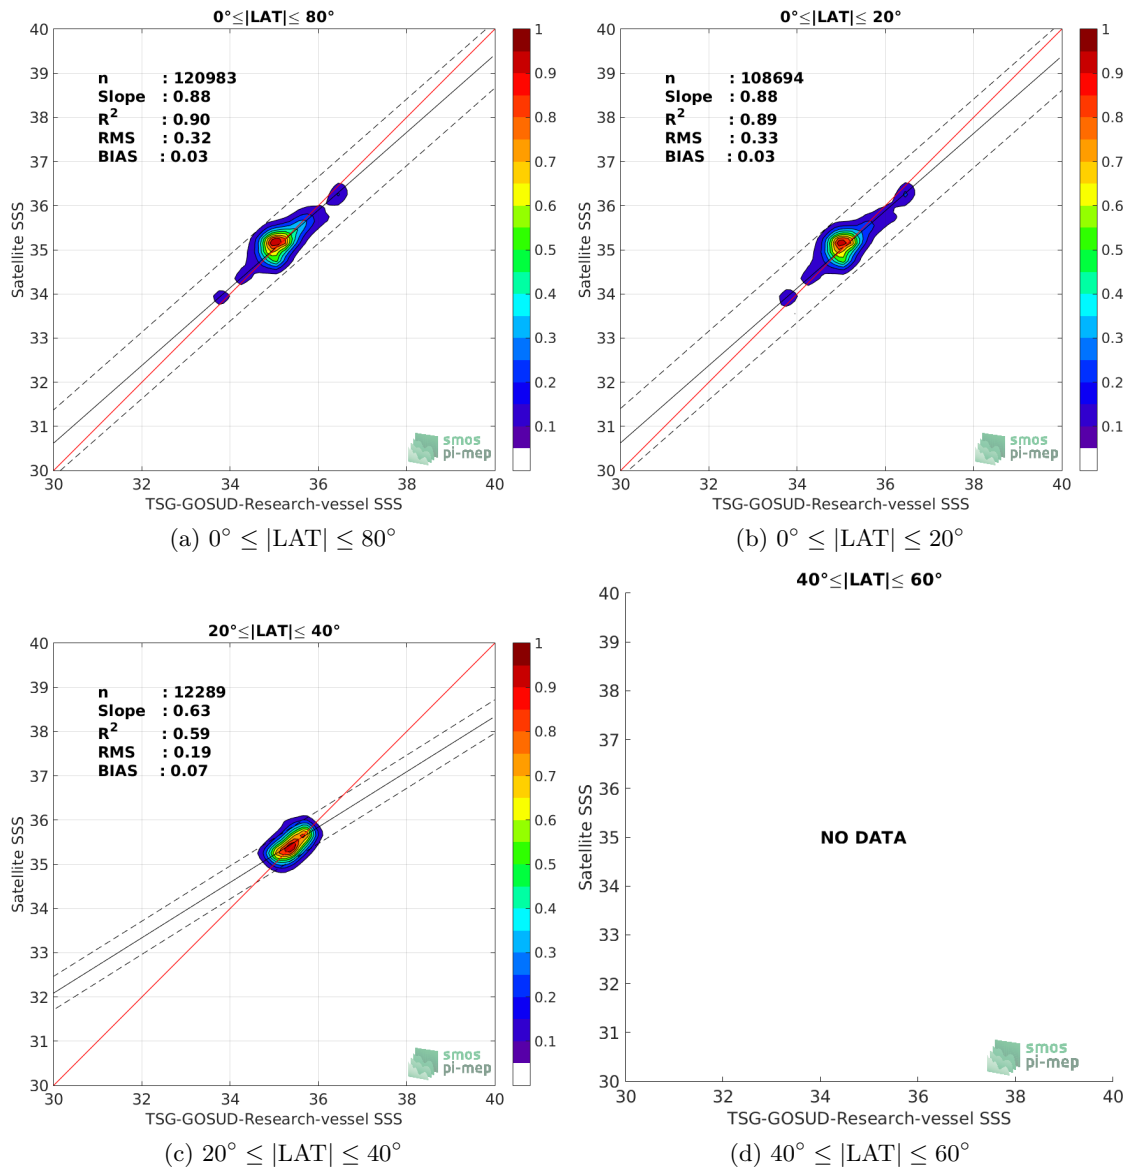 0°≤|LAT|≤ 80°
40
39
38
37
36
35
34
33
32
31
30
Satellite SSS
n : 120983
Slope : 0.88
R2 : 0.90
RMS : 0.32
BIAS : 0.03
smos
pi-mep
30 32 34 36 38 40
TSG-GOSUD-Research-vessel SSS
1
0.9
0.8
0.7
0.6
0.5
0.4
0.3
0.2
0.1
(a) 0° ≤ |LAT| ≤ 80°
0°≤|LAT|≤ 20°
40
39
38
37
36
35
34
33
32
31
30
Satellite SSS
n : 108694
Slope : 0.88
R2 : 0.89
RMS : 0.33
BIAS : 0.03
smos
pi-mep
30 32 34 36 38 40
TSG-GOSUD-Research-vessel SSS
1
0.9
0.8
0.7
0.6
0.5
0.4
0.3
0.2
0.1
(b) 0° ≤ |LAT| ≤ 20°
20°≤|LAT|≤ 40°
40
39
38
37
36
35
34
33
32
31
30
Satellite SSS
n : 12289
Slope : 0.63
R2 : 0.59
RMS : 0.19
BIAS : 0.07
smos
pi-mep
30 32 34 36 38 40
TSG-GOSUD-Research-vessel SSS
1
0.9
0.8
0.7
0.6
0.5
0.4
0.3
0.2
0.1
(c) 20° ≤ |LAT| ≤ 40°
40°≤|LAT|≤ 60°
40
39
38
37
36
35
34
33
32
31
30
Satellite SSS
NO DATA
smos
pi-mep
30 32 34 36 38 40
TSG-GOSUD-Research-vessel SSS
(d) 40° ≤ |LAT| ≤ 60°